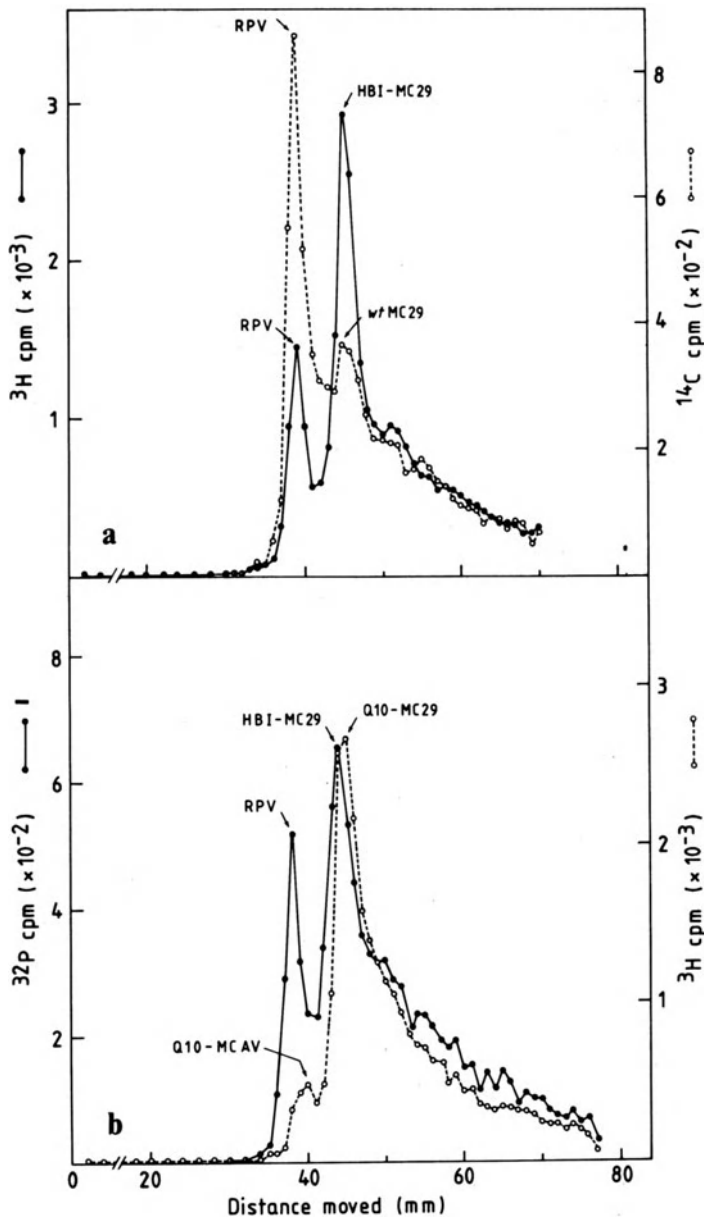 RPV
HBI-MC29
RPV
wt MC29
3
2
1
³H cpm (×10⁻³)
8
6
4
2
¹⁴C cpm (×10⁻²)
a
HBI-MC29
Q10-MC29
RPV
Q10-MCAV
8
6
4
2
³²P cpm (×10⁻²)
3
2
1
³H cpm (×10⁻³)
b
0 20 40 60 80
Distance moved (mm)